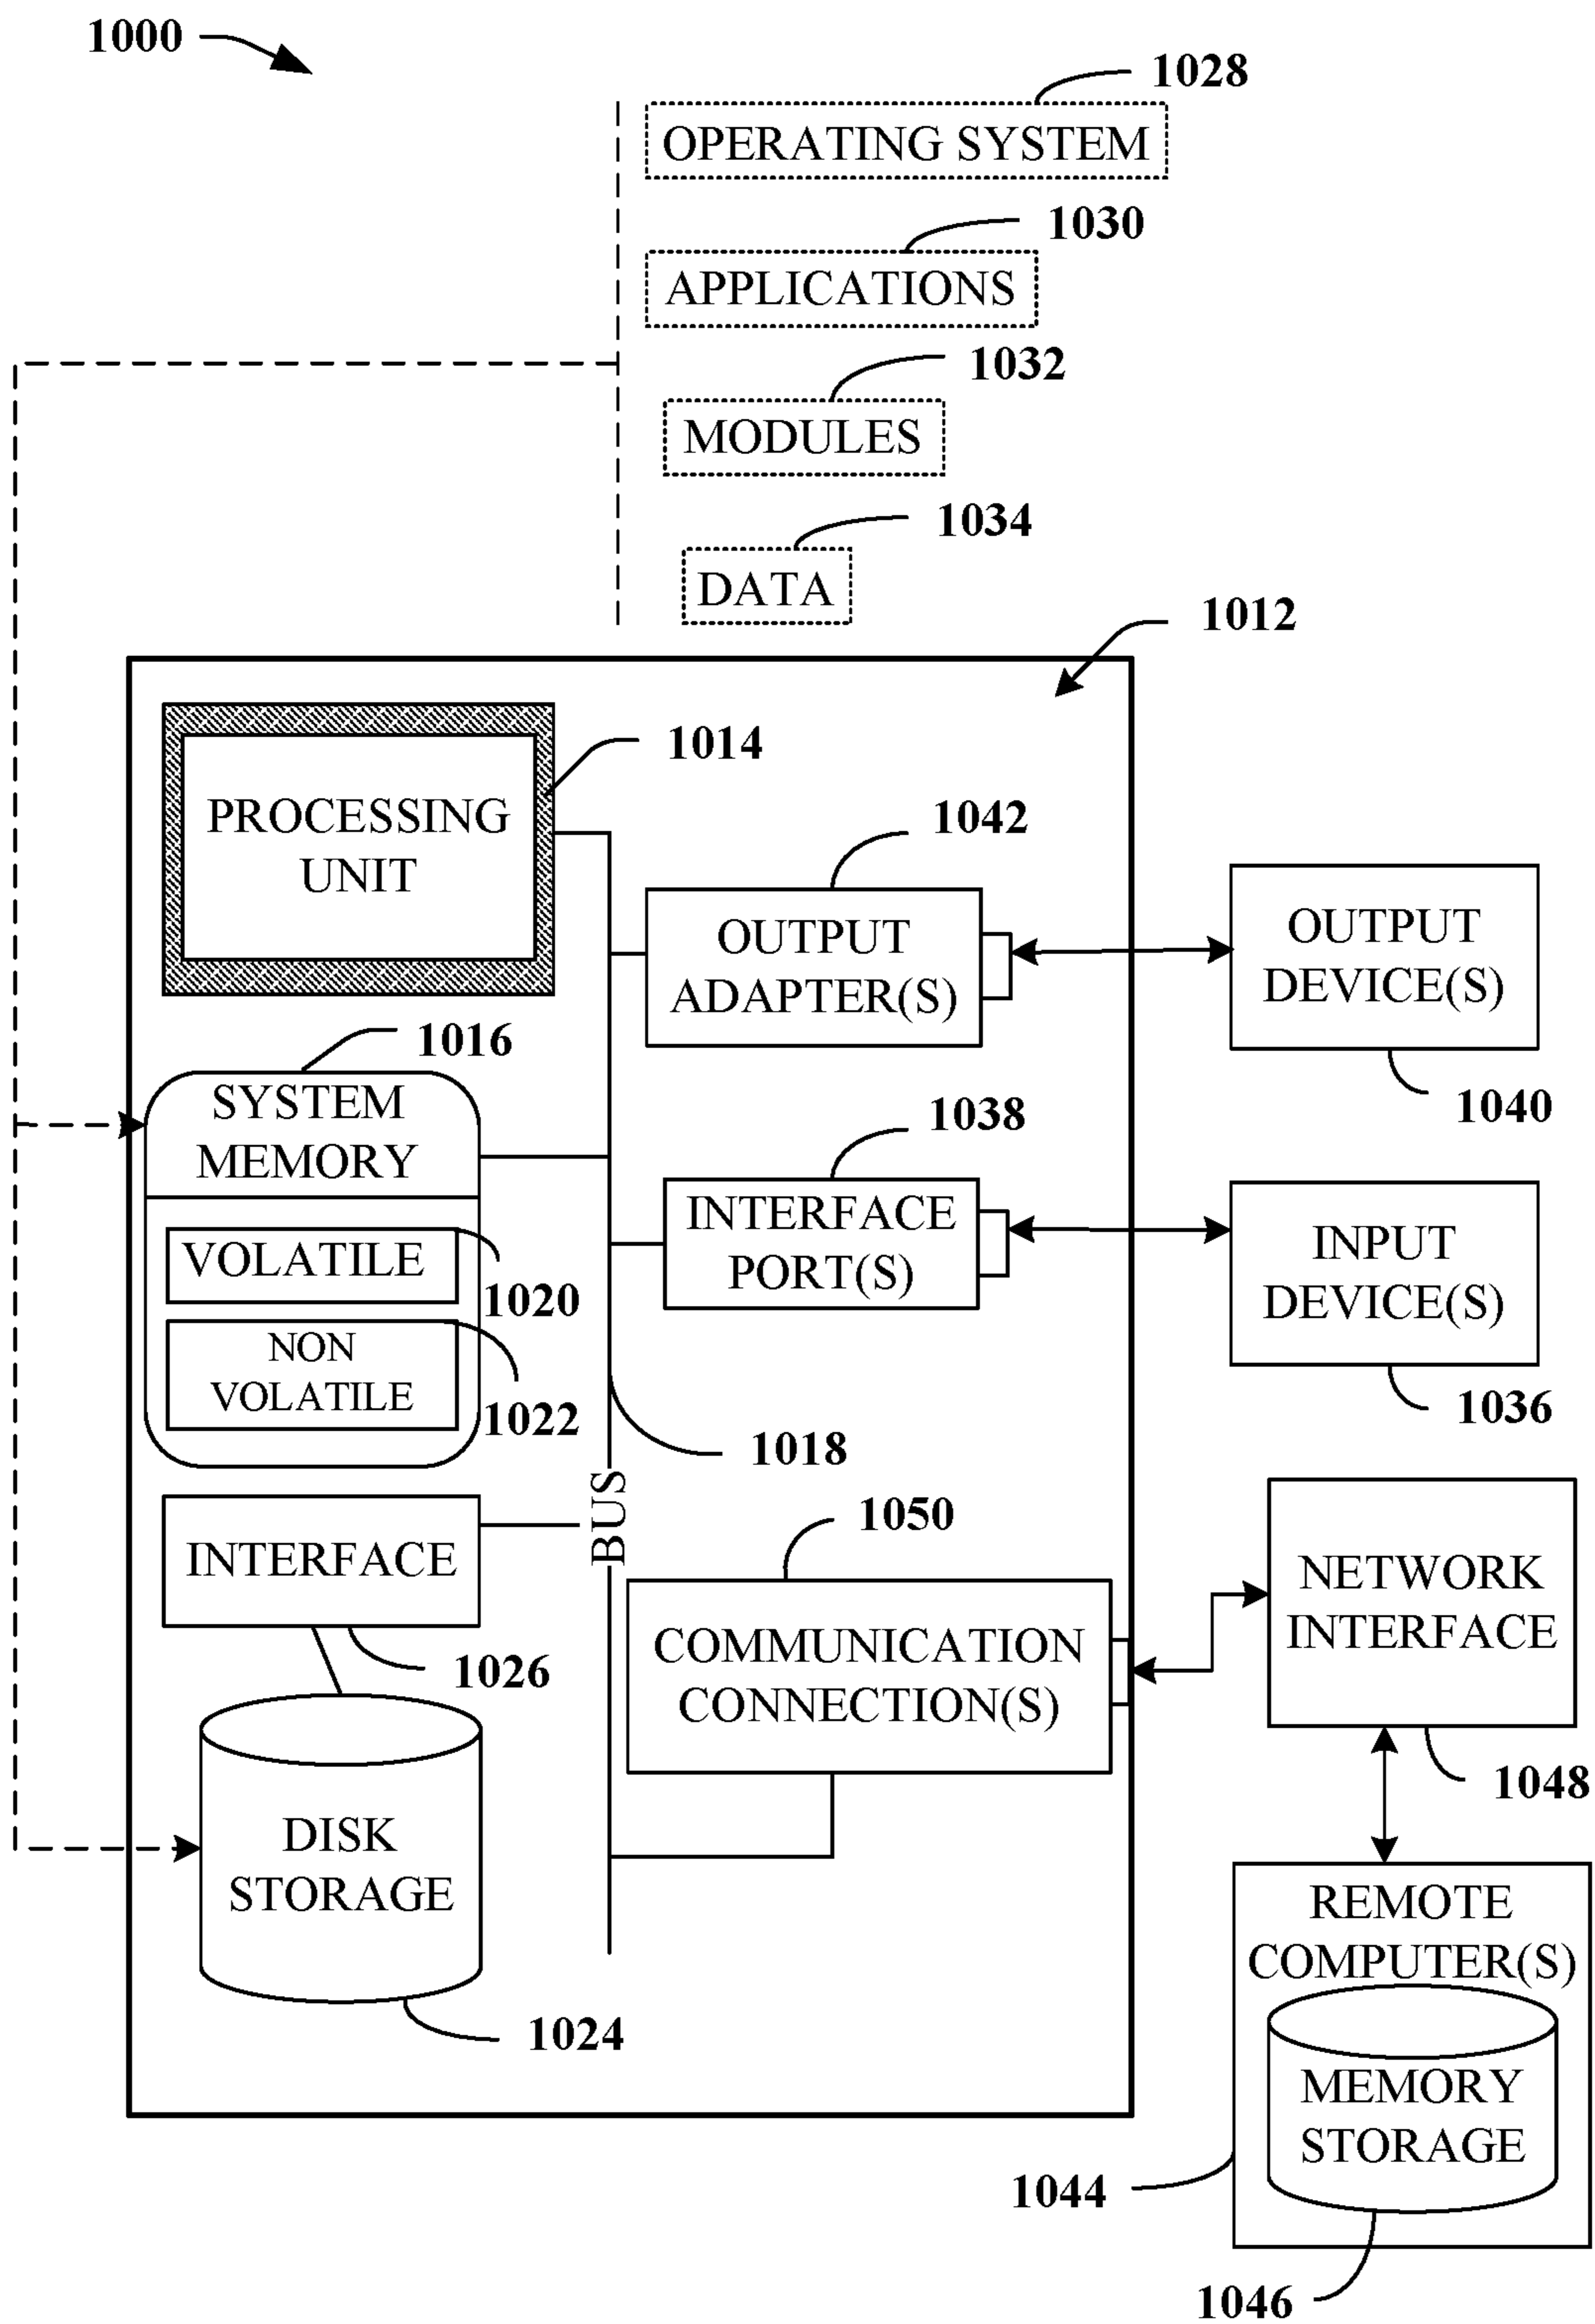 1000
1028
OPERATING SYSTEM
1030
APPLICATIONS
1032
MODULES
1034
DATA
1012
PROCESSING
UNIT
1014
1042
OUTPUT
ADAPTER(S)
OUTPUT
DEVICE(S)
1040
1016
SYSTEM
MEMORY
VOLATILE
1020
NON
VOLATILE
1022
1038
INTERFACE
PORT(S)
INPUT
DEVICE(S)
1036
1018
BUS
INTERFACE
1026
1050
COMMUNICATION
CONNECTION(S)
NETWORK
INTERFACE
1048
DISK
STORAGE
1024
REMOTE
COMPUTER(S)
MEMORY
STORAGE
1044
1046